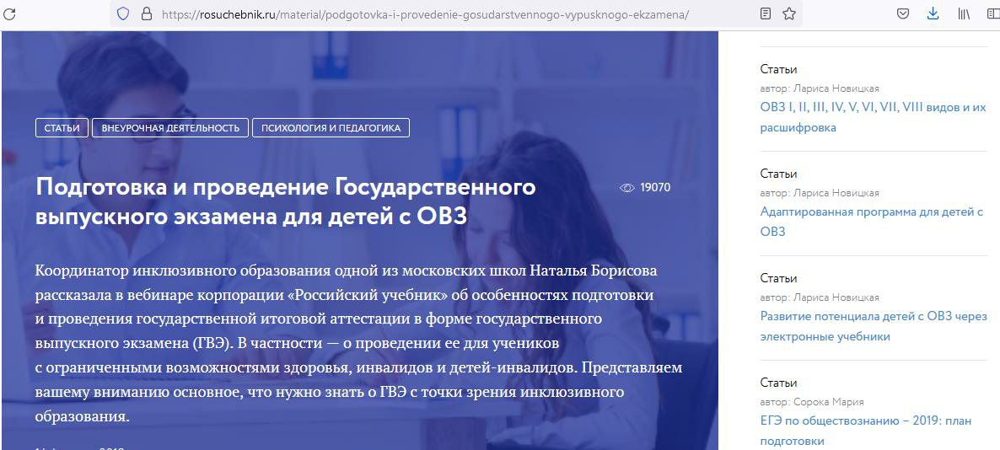 https://rosuchebnik.ru/material/podgotovka-i-provedenie-gosudarstvennogo-vypusknogo-ekzamena/
СТАТЬИ
ВНЕУРОЧНАЯ ДЕЯТЕЛЬНОСТЬ
ПСИХОЛОГИЯ И ПЕДАГОГИКА
Подготовка и проведение Государственного
выпускного экзамена для детей с ОВЗ
19070
Координатор инклюзивного образования одной из московских школ Наталья Борисова
рассказала в вебинаре корпорации «Российский учебник» об особенностях подготовки
и проведения государственной итоговой аттестации в форме государственного
выпускного экзамена (ГВЭ). В частности — о проведении ее для учеников
с ограниченными возможностями здоровья, инвалидов и детей-инвалидов. Представляем
вашему вниманию основное, что нужно знать о ГВЭ с точки зрения инклюзивного
образования.
Статьи
автор: Лариса Новицкая
ОВЗ I, II, III, IV, V, VI, VII, VIII видов и их
расшифровка
Статьи
автор: Лариса Новицкая
Адаптированная программа для детей с
ОВЗ
Статьи
автор: Лариса Новицкая
Развитие потенциала детей с ОВЗ через
электронные учебники
Статьи
автор: Сорока Мария
ЕГЭ по обществознанию – 2019: план
подготовки